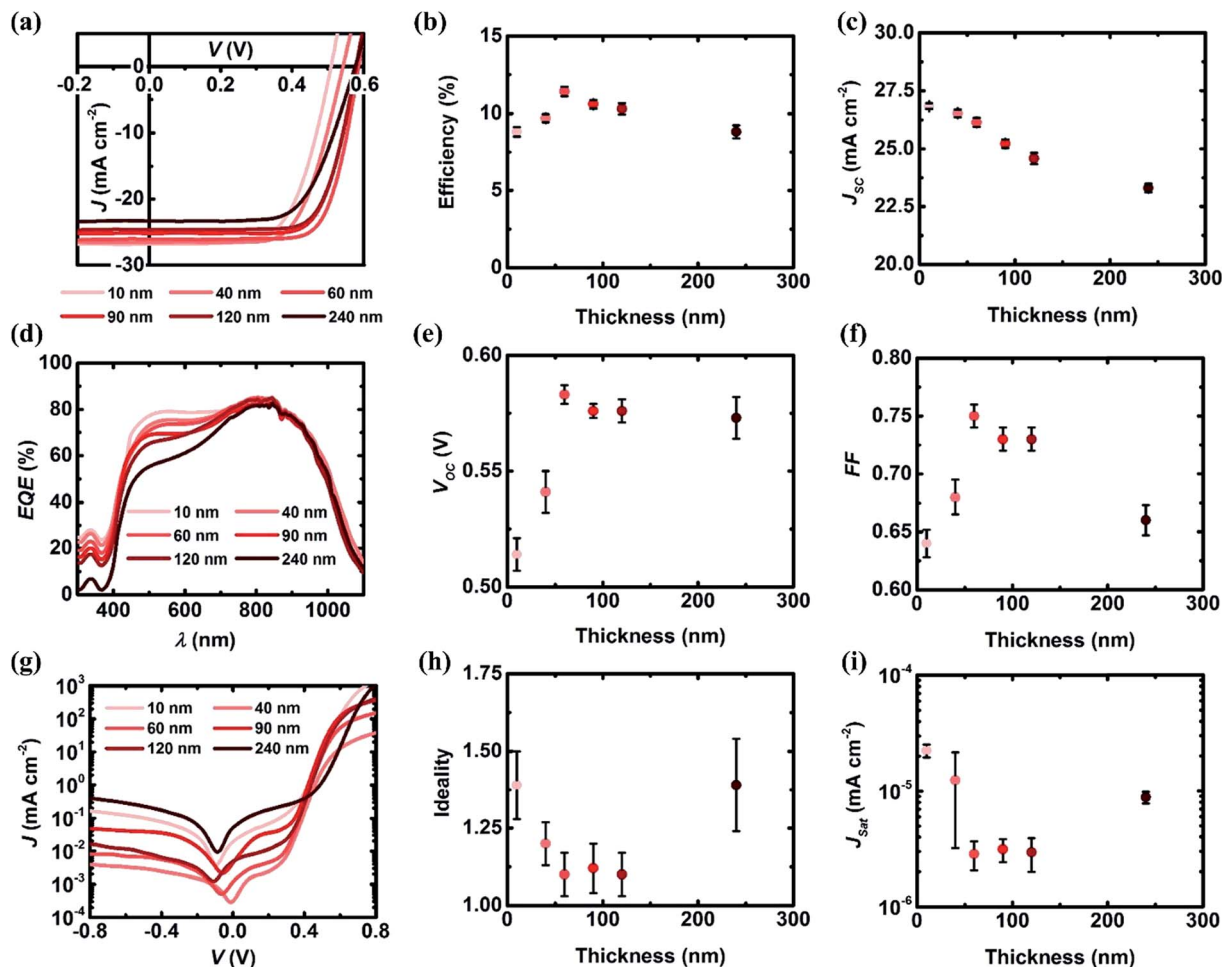 (a)
V (V)
-0.2 0.0 0.2 0.4 0.6
0
-10
-20
-30
J (mA cm⁻²)
10 nm 40 nm 60 nm
90 nm 120 nm 240 nm
(b)
15
10
5
0
Efficiency (%)
0 100 200 300
Thickness (nm)
(c)
30.0
27.5
25.0
22.5
20.0
J_sc (mA cm⁻²)
0 100 200 300
Thickness (nm)
(d)
100
80
60
40
20
0
EQE (%)
10 nm 40 nm
60 nm 90 nm
120 nm 240 nm
400 600 800 1000
λ (nm)
(e)
0.60
0.55
0.50
V_oc (V)
0 100 200 300
Thickness (nm)
(f)
0.80
0.75
0.70
0.65
0.60
FF
0 100 200 300
Thickness (nm)
(g)
10³
10²
10¹
10⁰
10⁻¹
10⁻²
10⁻³
10⁻⁴
J (mA cm⁻²)
10 nm 40 nm
60 nm 90 nm
120 nm 240 nm
-0.8 -0.4 0.0 0.4 0.8
V (V)
(h)
1.75
1.50
1.25
1.00
Ideality
0 100 200 300
Thickness (nm)
(i)
10⁻⁴
10⁻⁵
10⁻⁶
J_sat (mA cm⁻²)
0 100 200 300
Thickness (nm)